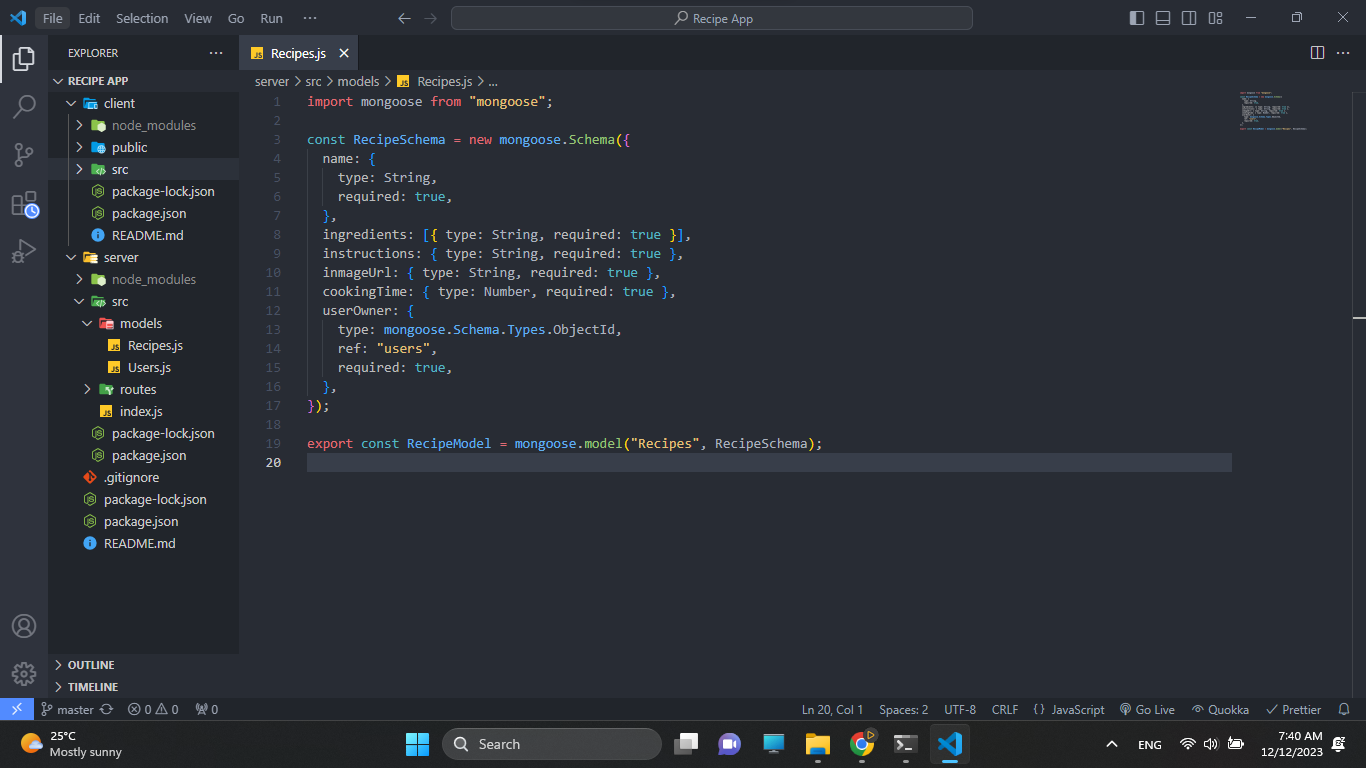 File Edit Selection View Go Run ···
Recipe App
EXPLORER
Recipes.js
RECIPE APP
client
node_modules
public
src
package-lock.json
package.json
README.md
server
node_modules
src
models
Recipes.js
Users.js
routes
index.js
package-lock.json
package.json
.gitignore
package-lock.json
package.json
README.md
OUTLINE
TIMELINE
server > src > models > Recipes.js > ...
1 import mongoose from "mongoose";
2
3 const RecipeSchema = new mongoose.Schema({
4 name: {
5 type: String,
6 required: true,
7 },
8 ingredients: [{ type: String, required: true }],
9 instructions: { type: String, required: true },
10 inmageUrl: { type: String, required: true },
11 cookingTime: { type: Number, required: true },
12 userOwner: {
13 type: mongoose.Schema.Types.ObjectId,
14 ref: "users",
15 required: true,
16 },
17 });
18
19 export const RecipeModel = mongoose.model("Recipes", RecipeSchema);
20
master 0 0 0 Ln 20, Col 1 Spaces: 2 UTF-8 CRLF {} JavaScript Go Live Quokka Prettier
25°C
Mostly sunny
Search
ENG
7:40 AM
12/12/2023